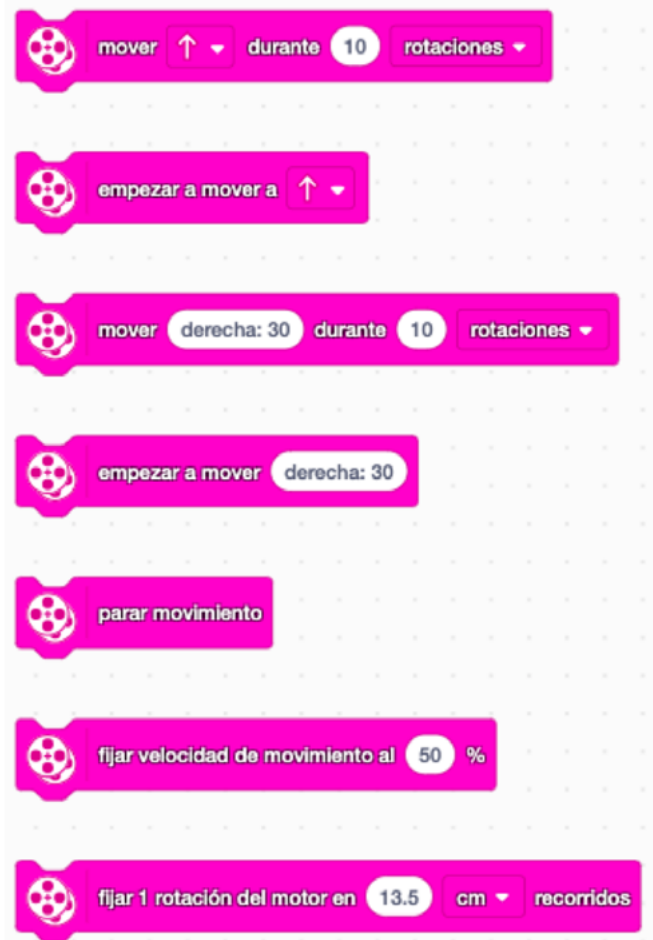 mover ↑ durante 10 rotaciones
empezar a mover a ↑
mover derecha: 30 durante 10 rotaciones
empezar a mover derecha: 30
parar movimiento
fijar velocidad de movimiento al 50 %
fijar 1 rotación del motor en 13.5 cm recorridos